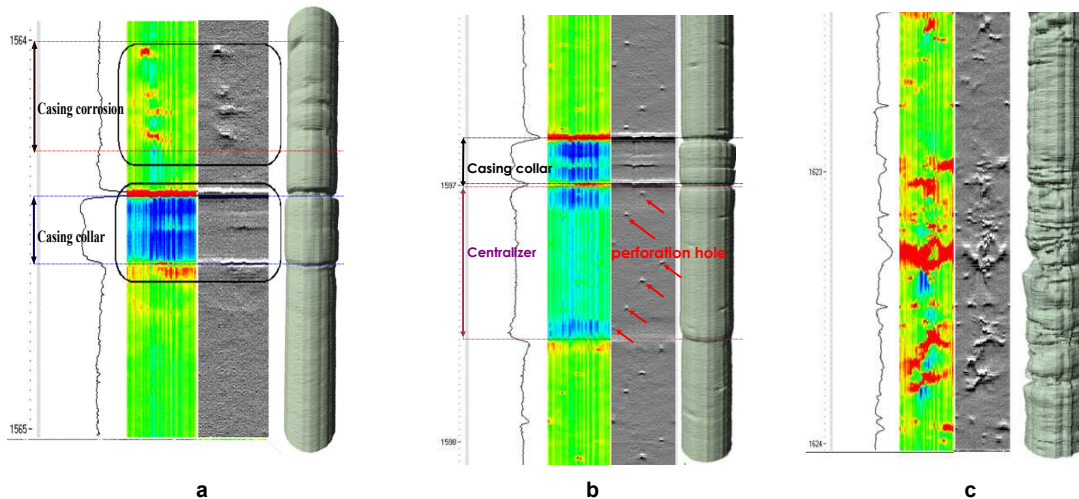 1564
Casing corrosion
Casing collar
1565
a
Casing collar
1597
Centralizer
perforation hole
1598
b
1623
1624
c